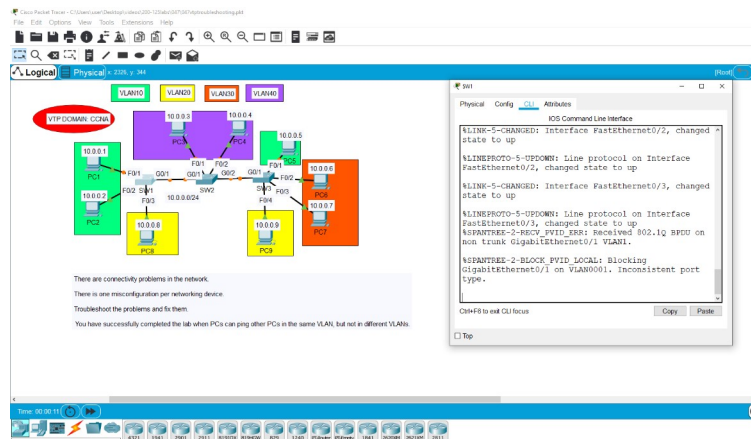 File Edit Options View Tools Extensions Help
Logical
Physical
x: 2326, y: 344
[Root]
VLAN10
VLAN20
VLAN30
VLAN40
VTP DOMAIN: CCNA
10.0.0.3
10.0.0.4
PC3
PC4
10.0.0.5
PC5
10.0.0.1
PC1
F0/1
F0/2
F0/1
G0/1
G0/1
G0/2
G0/1
F0/1
F0/2
10.0.0.6
PC6
10.0.0.2
PC2
F0/2
SW1
F0/3
10.0.0.0/24
SW2
SW3
F0/3
F0/4
10.0.0.7
PC7
10.0.0.8
PC8
10.0.0.9
PC9
There are connectivity problems in the network.
There is one misconfiguration per networking device.
Troubleshoot the problems and fix them.
You have successfully completed the lab when PCs can ping other PCs in the same VLAN, but not in different VLANs.
SW1
Physical Config CLI Attributes
IOS Command Line Interface
%LINK-5-CHANGED: Interface FastEthernet0/2, changed
state to up
%LINEPROTO-5-UPDOWN: Line protocol on Interface
FastEthernet0/2, changed state to up
%LINK-5-CHANGED: Interface FastEthernet0/3, changed
state to up
%LINEPROTO-5-UPDOWN: Line protocol on Interface
FastEthernet0/3, changed state to up
%SPANTREE-2-RECV_PVID_ERR: Received 802.1Q BPDU on
non trunk GigabitEthernet0/1 VLAN1.
%SPANTREE-2-BLOCK_PVID_LOCAL: Blocking
GigabitEthernet0/1 on VLAN0001. Inconsistent port
type.
Ctrl+F6 to exit CLI focus
Copy
Paste
Top
Time: 00:00:11